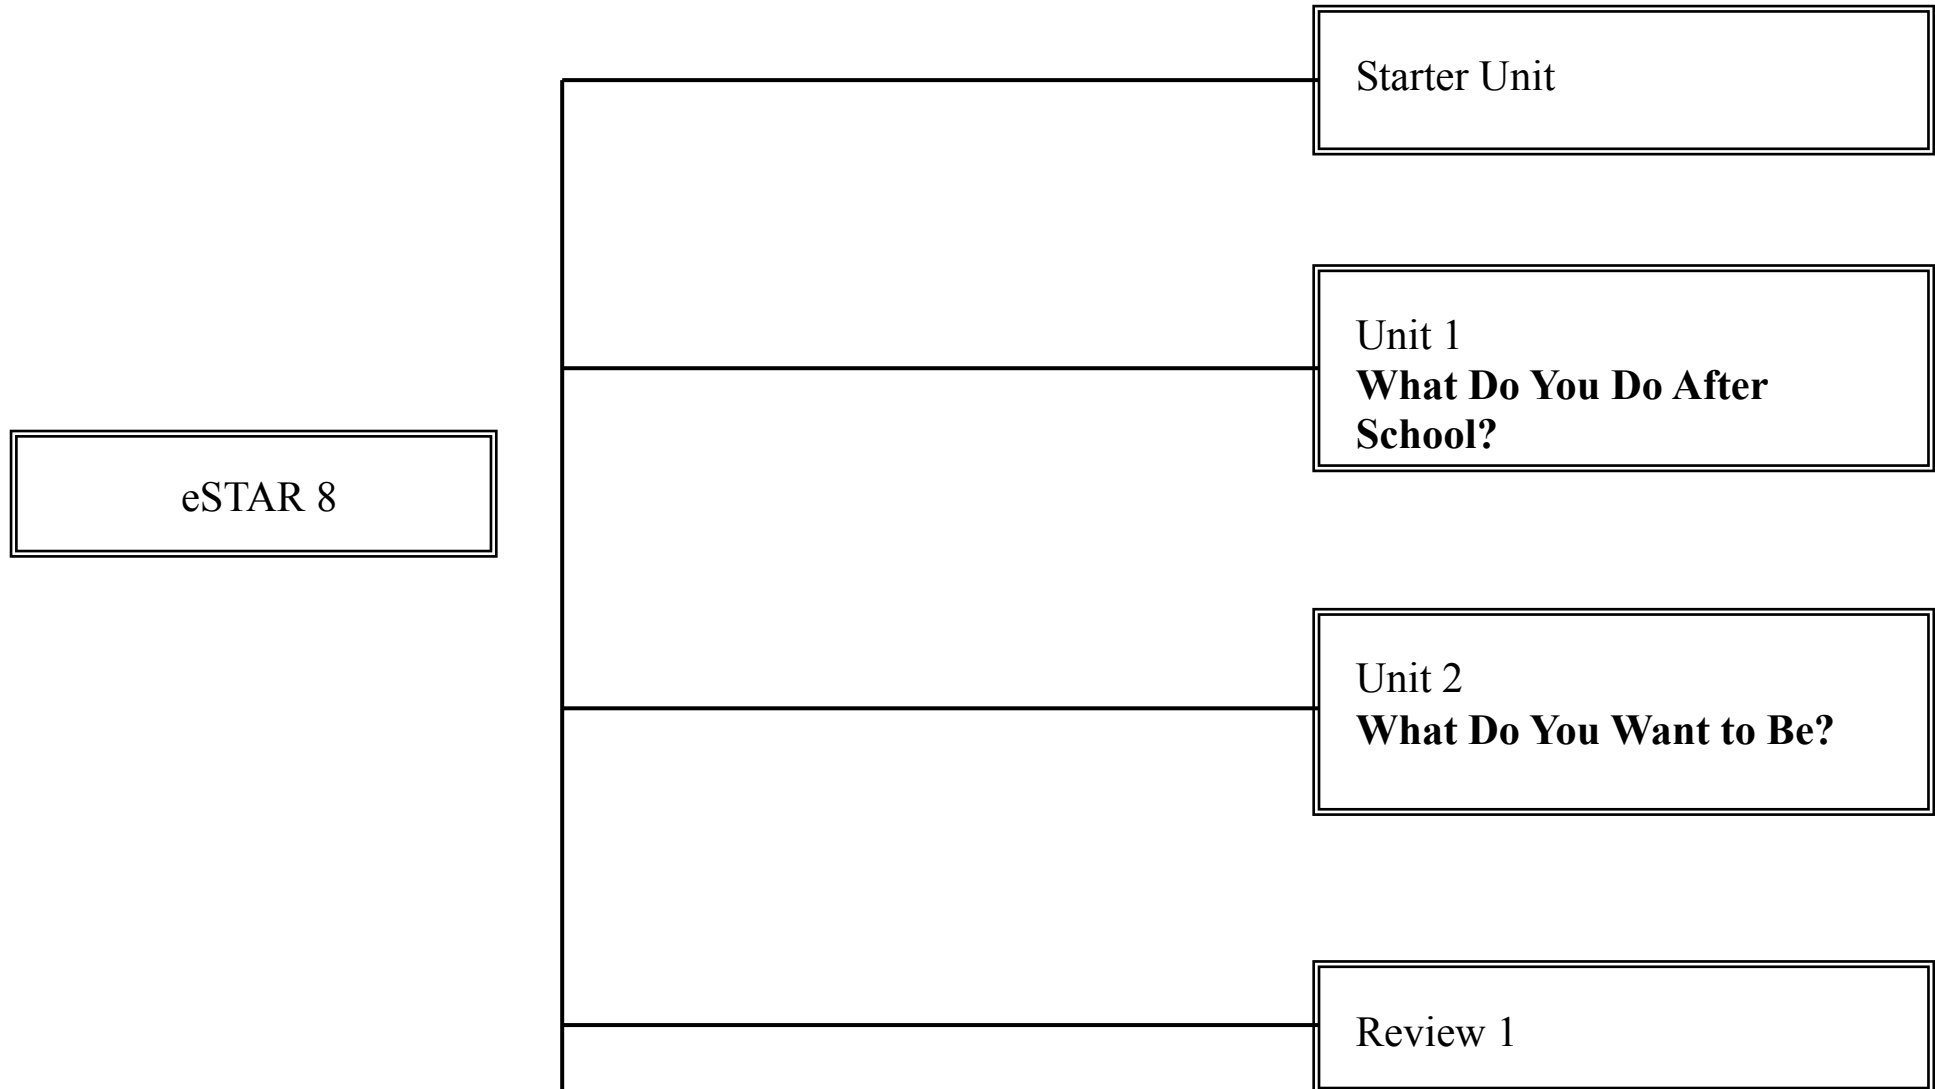 Starter Unit
Unit 1
What Do You Do After
School?
eSTAR 8
Unit 2
What Do You Want to Be?
Review 1